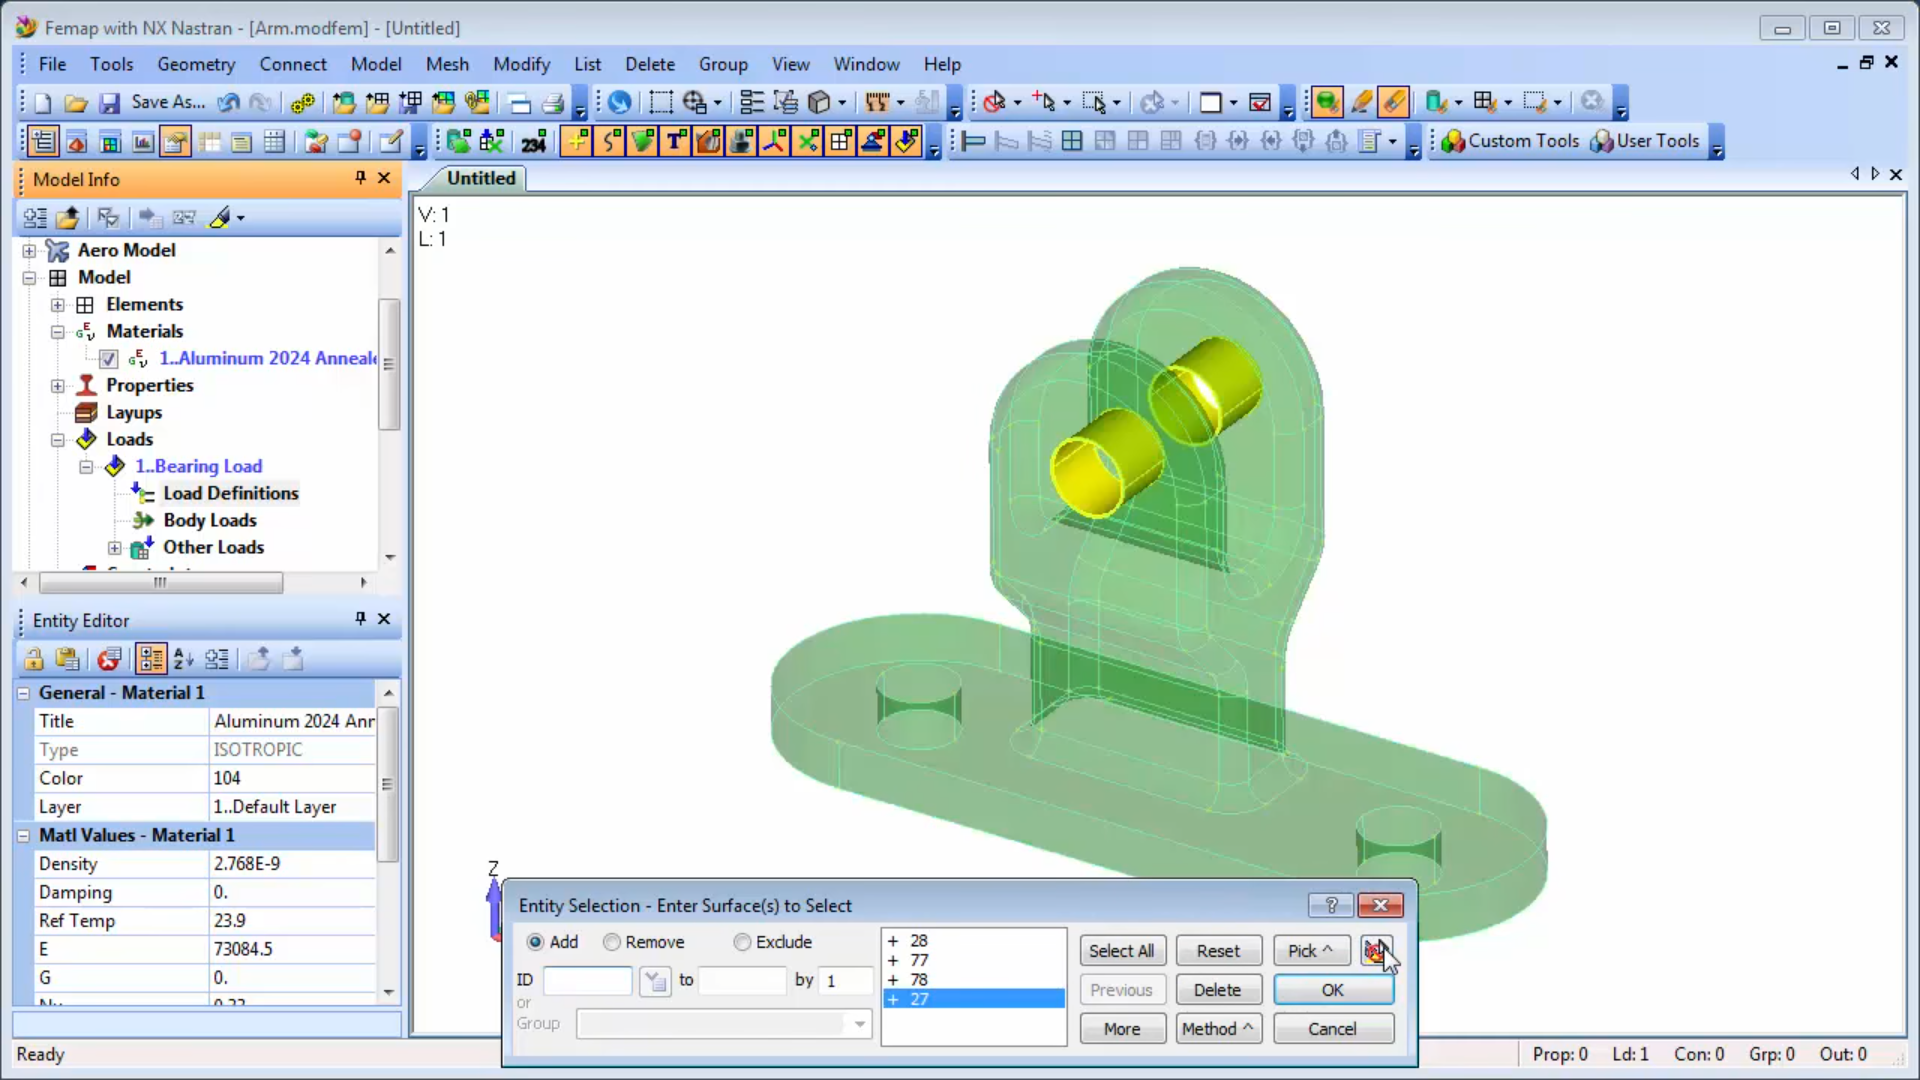 Femap with NX Nastran - [Arm.modfem] - [Untitled]
File Tools Geometry Connect Model Mesh Modify List Delete Group View Window Help
Save As...
234 T Custom Tools User Tools
Model Info
Untitled
V: 1
L: 1
Aero Model
Model
Elements
Materials
1..Aluminum 2024 Anneale
Properties
Layups
Loads
1..Bearing Load
Load Definitions
Body Loads
Other Loads
Entity Editor
General - Material 1
Title Aluminum 2024 Anr
Type ISOTROPIC
Color 104
Layer 1..Default Layer
Matl Values - Material 1
Density 2.768E-9
Damping 0.
Ref Temp 23.9
E 73084.5
G 0.
Z
Entity Selection - Enter Surface(s) to Select
Add Remove Exclude
ID to by 1
or
Group
+ 28
+ 77
+ 78
+ 27
Select All Reset Pick ^
Previous Delete OK
More Method ^ Cancel
Ready
Prop: 0 Ld: 1 Con: 0 Grp: 0 Out: 0